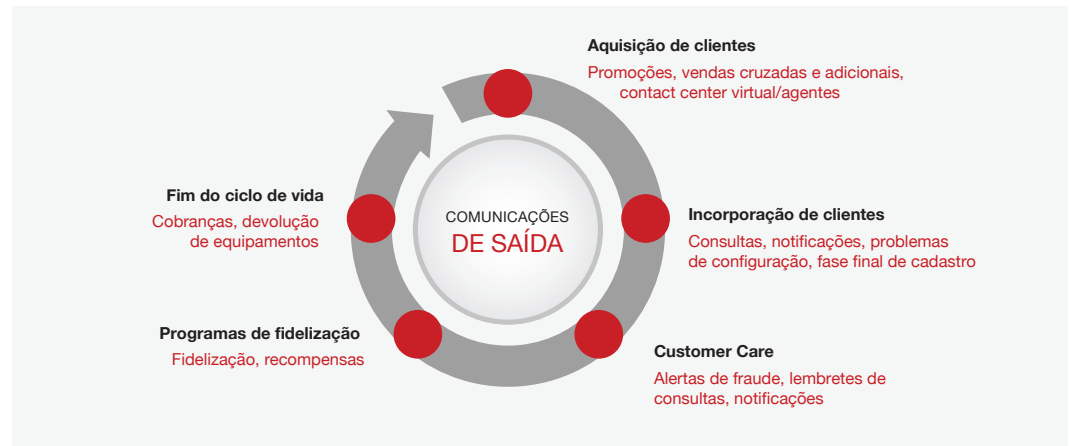 Aquisição de clientes
Promoções, vendas cruzadas e adicionais,
contact center virtual/agentes
Incorporação de clientes
Consultas, notificações, problemas
de configuração, fase final de cadastro
Customer Care
Alertas de fraude, lembretes de
consultas, notificações
Programas de fidelização
Fidelização, recompensas
Fim do ciclo de vida
Cobranças, devolução
de equipamentos
COMUNICAÇÕES
DE SAÍDA